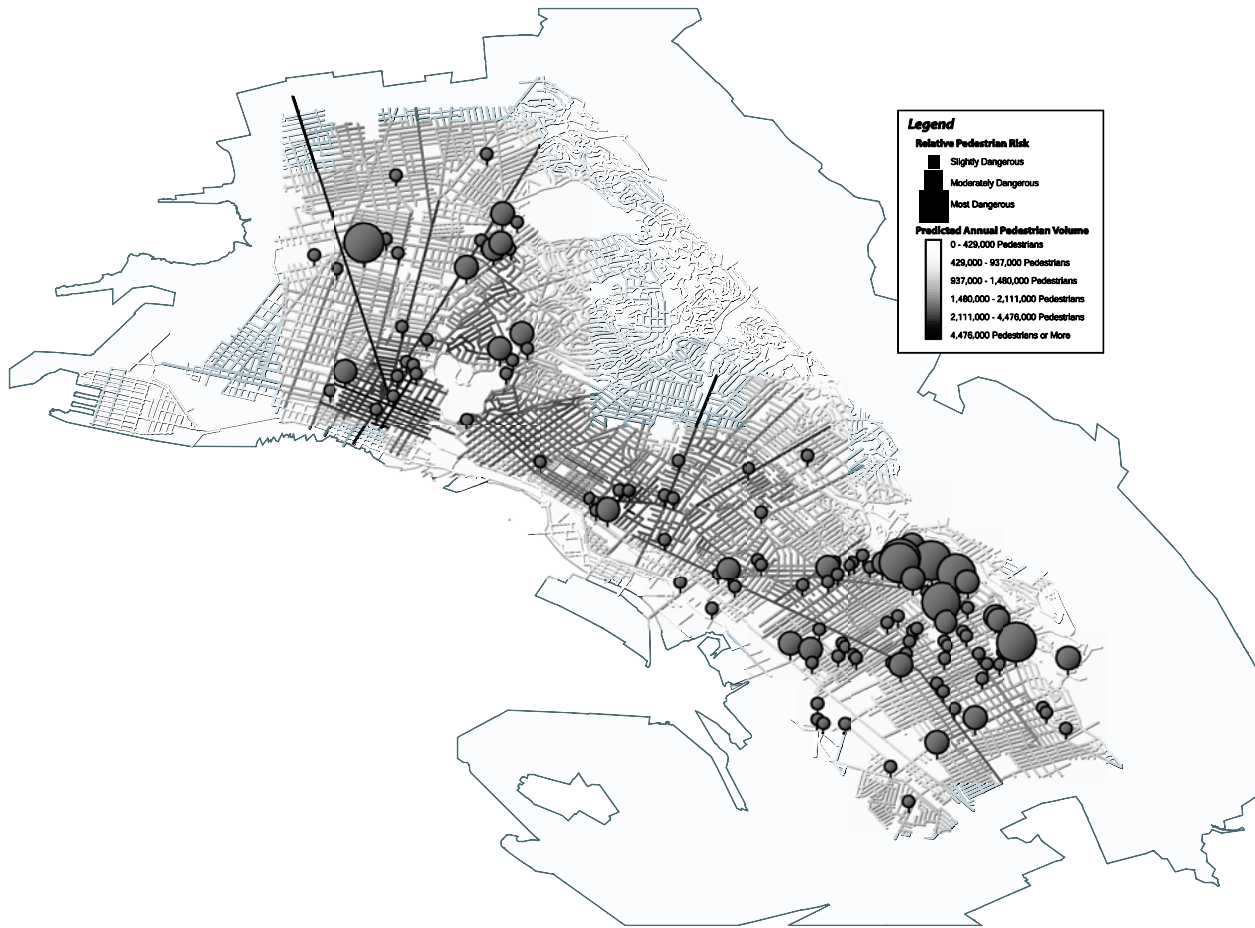 Legend
Relative Pedestrian Risk
Slightly Dangerous
Moderately Dangerous
Most Dangerous
Predicted Annual Pedestrian Volume
0 - 429,000 Pedestrians
429,000 - 937,000 Pedestrians
937,000 - 1,480,000 Pedestrians
1,480,000 - 2,111,000 Pedestrians
2,111,000 - 4,476,000 Pedestrians
4,476,000 Pedestrians or More